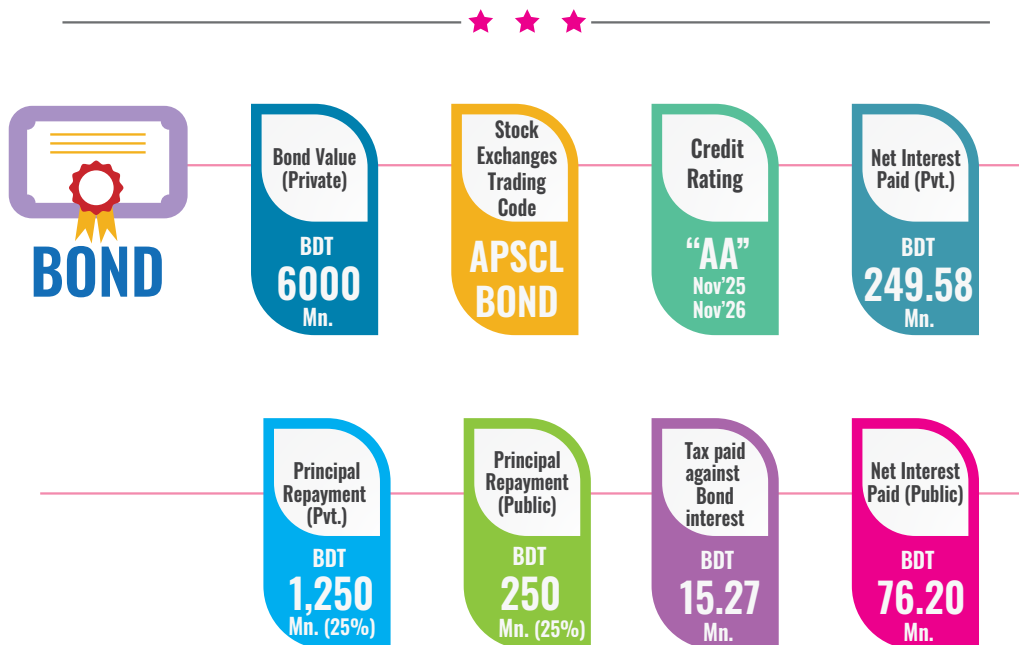 BOND
Bond Value
(Private)
BDT
6000
Mn.
Stock
Exchanges
Trading
Code
APSCL
BOND
Credit
Rating
“AA”
Nov’25
Nov’26
Net Interest
Paid (Pvt.)
BDT
249.58
Mn.
Principal
Repayment
(Pvt.)
BDT
1,250
Mn. (25%)
Principal
Repayment
(Public)
BDT
250
Mn. (25%)
Tax paid
against
Bond
interest
BDT
15.27
Mn.
Net Interest
Paid (Public)
BDT
76.20
Mn.